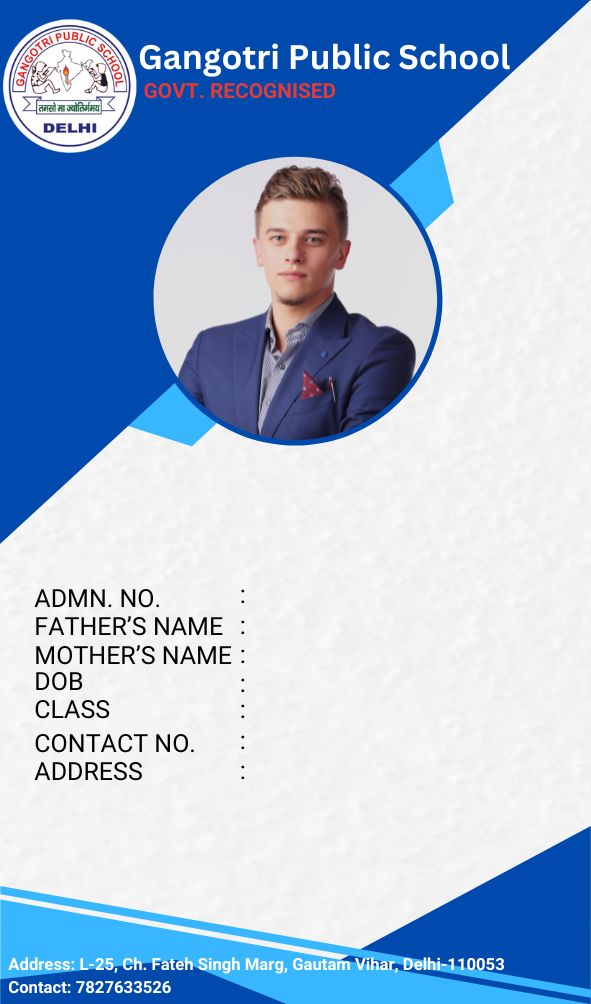 GANGOTRI PUBLIC SCHOOL
तमसो मा ज्योतिर्गमय
DELHI
Gangotri Public School
GOVT. RECOGNISED
ADMN. NO. :
FATHER’S NAME :
MOTHER’S NAME :
DOB :
CLASS :
CONTACT NO. :
ADDRESS :
Address: L-25, Ch. Fateh Singh Marg, Gautam Vihar, Delhi-110053
Contact: 7827633526